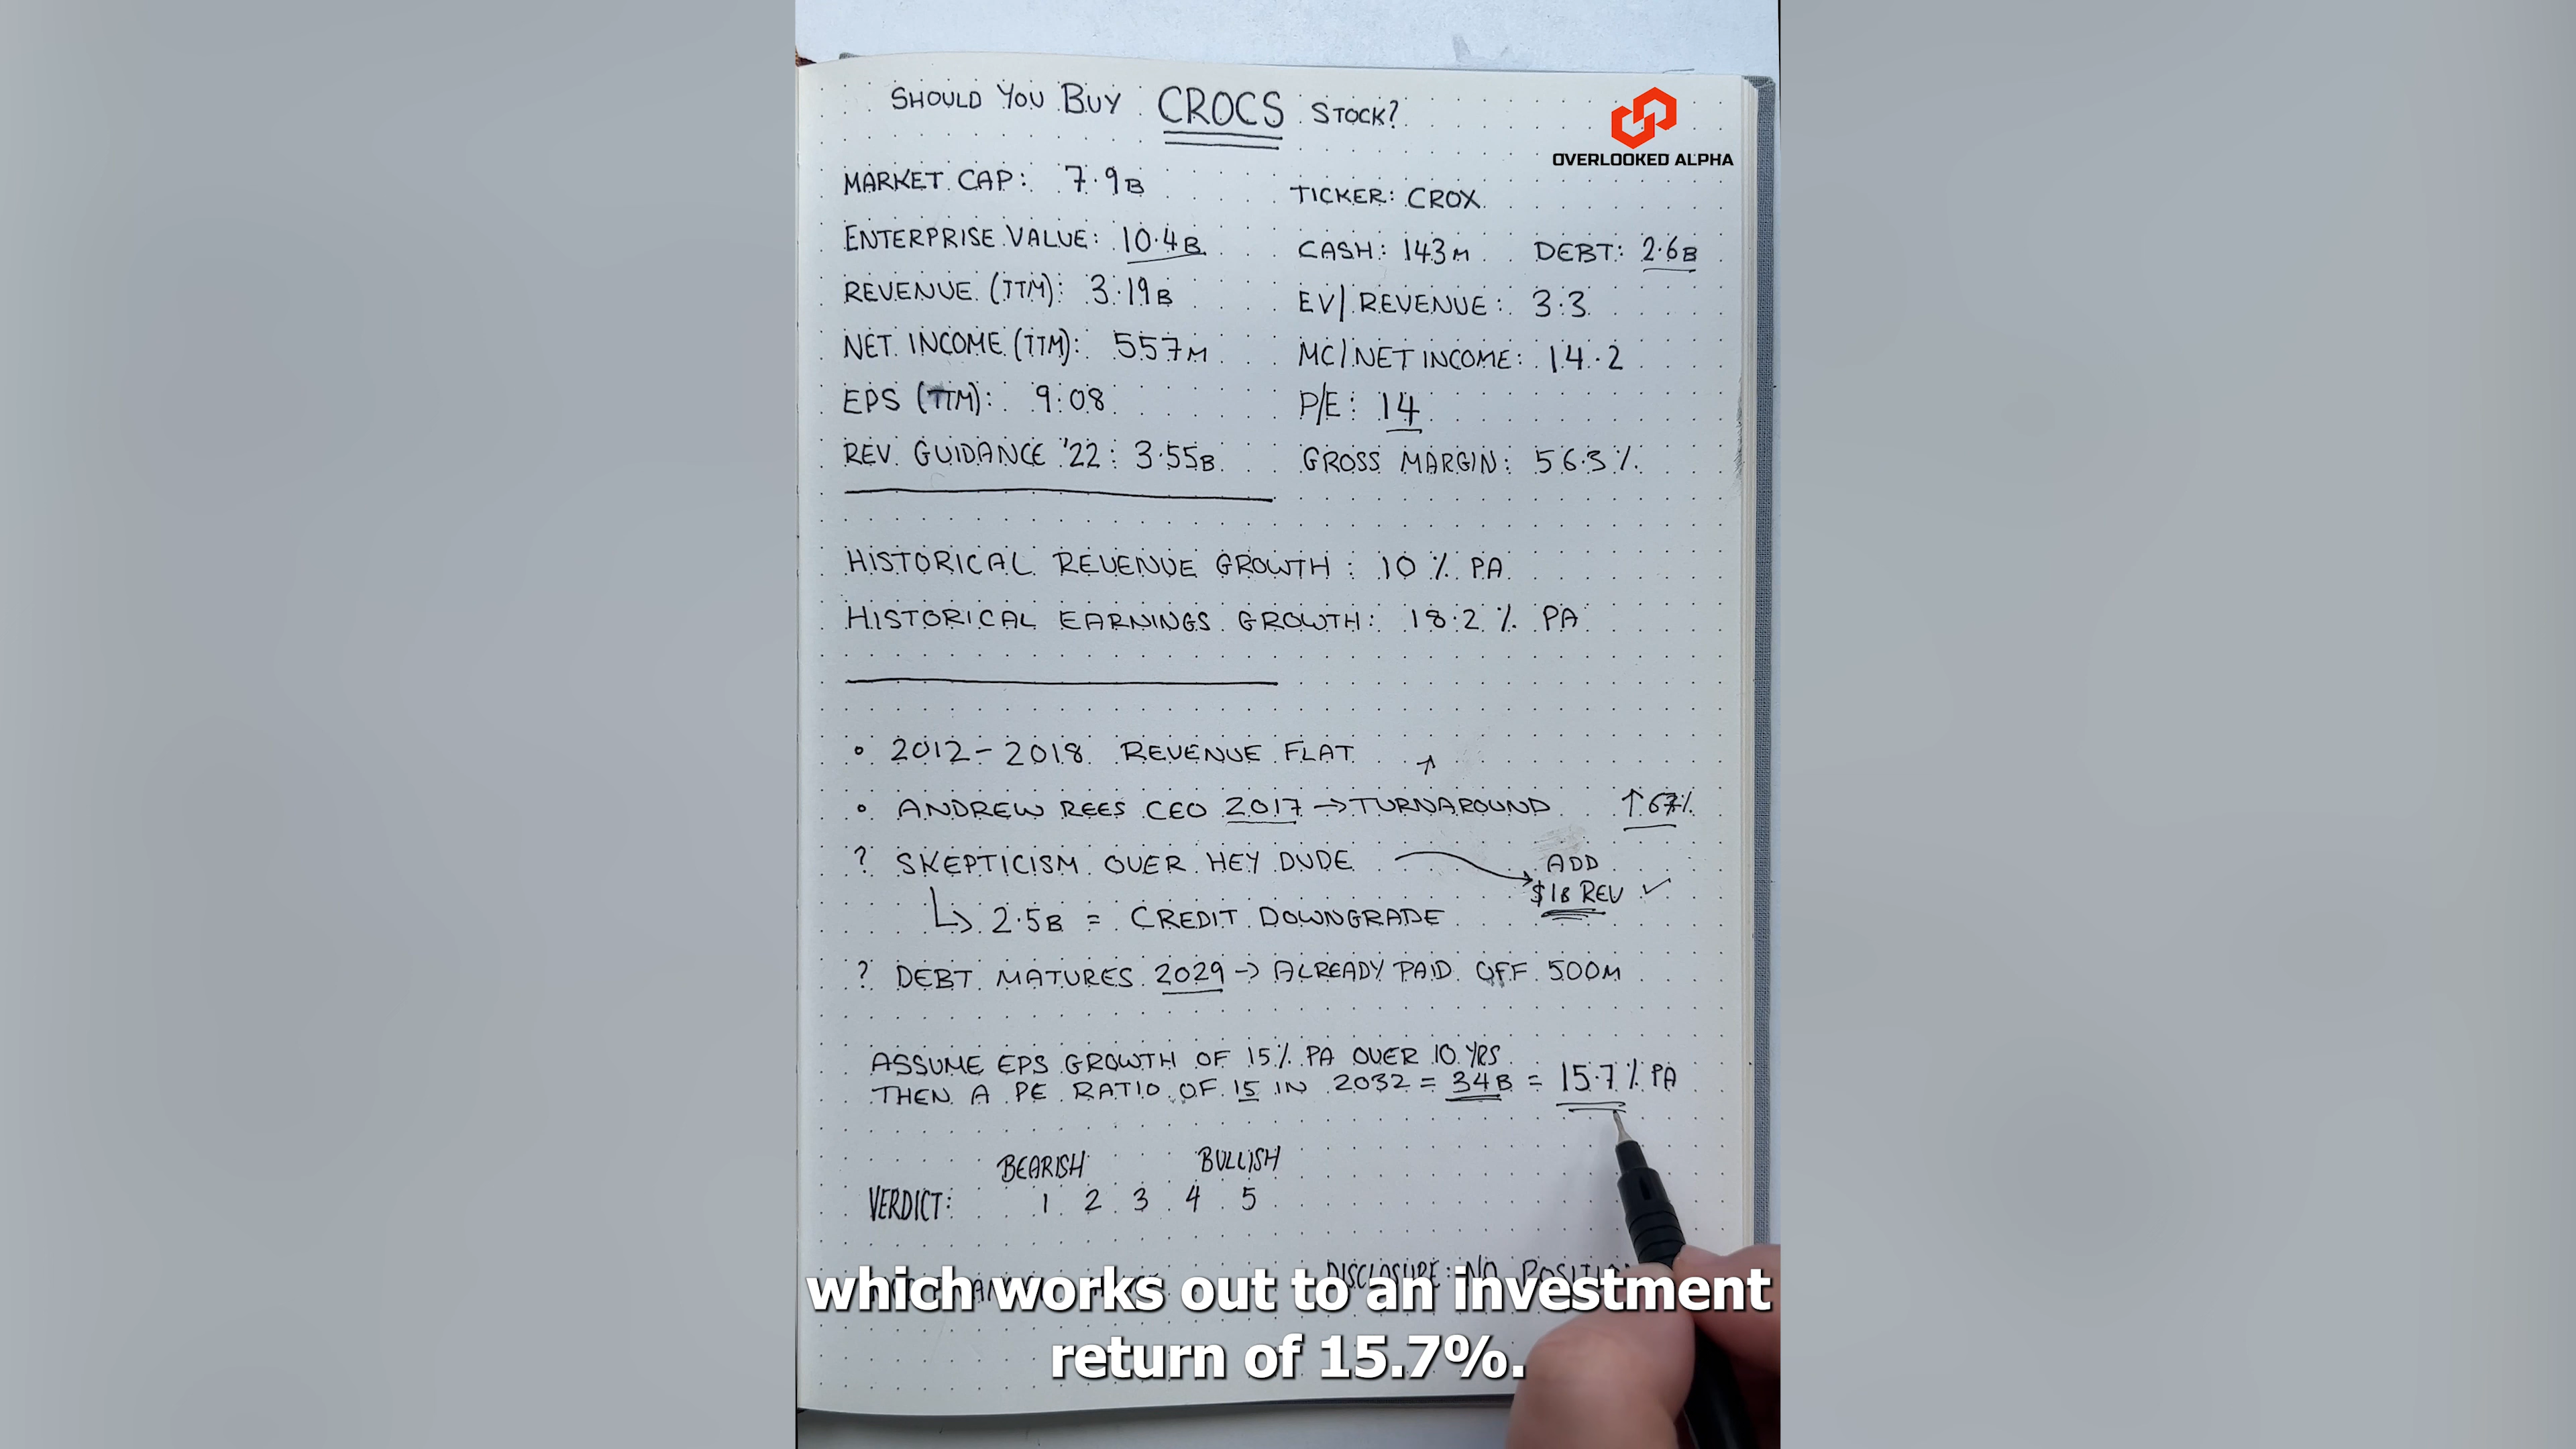 SHOULD YOU BUY CROCS STOCK?
OVERLOOKED ALPHA
MARKET CAP: 7.9B
TICKER: CROX
ENTERPRISE VALUE: 10.4B
CASH: 143M DEBT: 2.6B
REVENUE (TTM): 3.19B
EV/REVENUE: 3.3
NET INCOME (TTM): 557M
MC/NET INCOME: 14.2
EPS (TTM): 9.08
P/E: 14
REV. GUIDANCE '22: 3.55B
GROSS MARGIN: 56.3%
HISTORICAL REVENUE GROWTH: 10% PA
HISTORICAL EARNINGS GROWTH: 18.2% PA
• 2012-2018 REVENUE FLAT ↑
• ANDREW REES CEO 2017 → TURNAROUND ↑67%
? SKEPTICISM OVER HEY DUDE → ADD
$1B REV ✓
↳ 2.5B = CREDIT DOWNGRADE
? DEBT MATURES 2029 → ALREADY PAID OFF 500M
ASSUME EPS GROWTH OF 15% PA OVER 10 YRS
THEN A PE RATIO OF 15 IN 2032 = 34B = 15.7% PA
BEARISH BULLISH
VERDICT: 1 2 3 4 5
DISCLOSURE: NO
which works out to an investment
return of 15.7%.